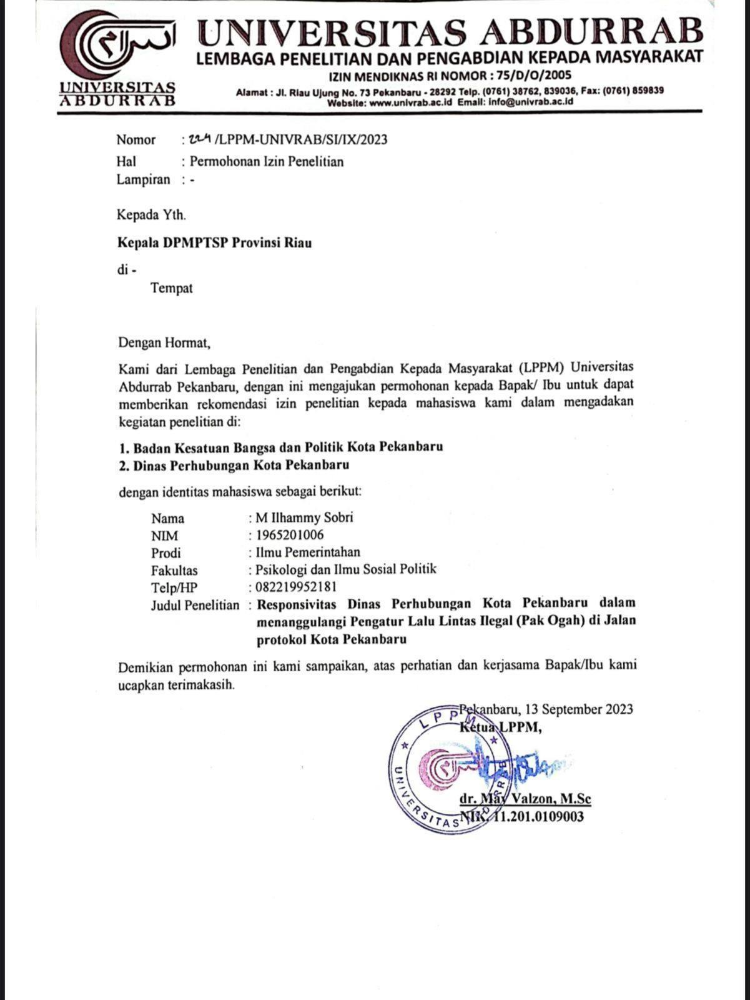 السلام
UNIVERSITAS
ABDURRAB
UNIVERSITAS ABDURRAB
LEMBAGA PENELITIAN DAN PENGABDIAN KEPADA MASYARAKAT
IZIN MENDIKNAS RI NOMOR : 75/D/O/2005
Alamat : Jl. Riau Ujung No. 73 Pekanbaru - 28292 Telp. (0761) 38762, 839036, Fax: (0761) 859839
Website: www.univrab.ac.id Email: info@univrab.ac.id
Nomor : 224 /LPPM-UNIVRAB/SI/IX/2023
Hal : Permohonan Izin Penelitian
Lampiran : -
Kepada Yth.
Kepala DPMPTSP Provinsi Riau
di -
Tempat
Dengan Hormat,
Kami dari Lembaga Penelitian dan Pengabdian Kepada Masyarakat (LPPM) Universitas
Abdurrab Pekanbaru, dengan ini mengajukan permohonan kepada Bapak/ Ibu untuk dapat
memberikan rekomendasi izin penelitian kepada mahasiswa kami dalam mengadakan
kegiatan penelitian di:
1. Badan Kesatuan Bangsa dan Politik Kota Pekanbaru
2. Dinas Perhubungan Kota Pekanbaru
dengan identitas mahasiswa sebagai berikut:
Nama : M Ilhammy Sobri
NIM : 1965201006
Prodi : Ilmu Pemerintahan
Fakultas : Psikologi dan Ilmu Sosial Politik
Telp/HP : 082219952181
Judul Penelitian : Responsivitas Dinas Perhubungan Kota Pekanbaru dalam
menanggulangi Pengatur Lalu Lintas Ilegal (Pak Ogah) di Jalan
protokol Kota Pekanbaru
Demikian permohonan ini kami sampaikan, atas perhatian dan kerjasama Bapak/Ibu kami
ucapkan terimakasih.
Pekanbaru, 13 September 2023
Ketua LPPM,
LPPM
UNIVERSITAS ABDURRAB
dr. May Valzon, M.Sc
NIK. 11.201.0109003